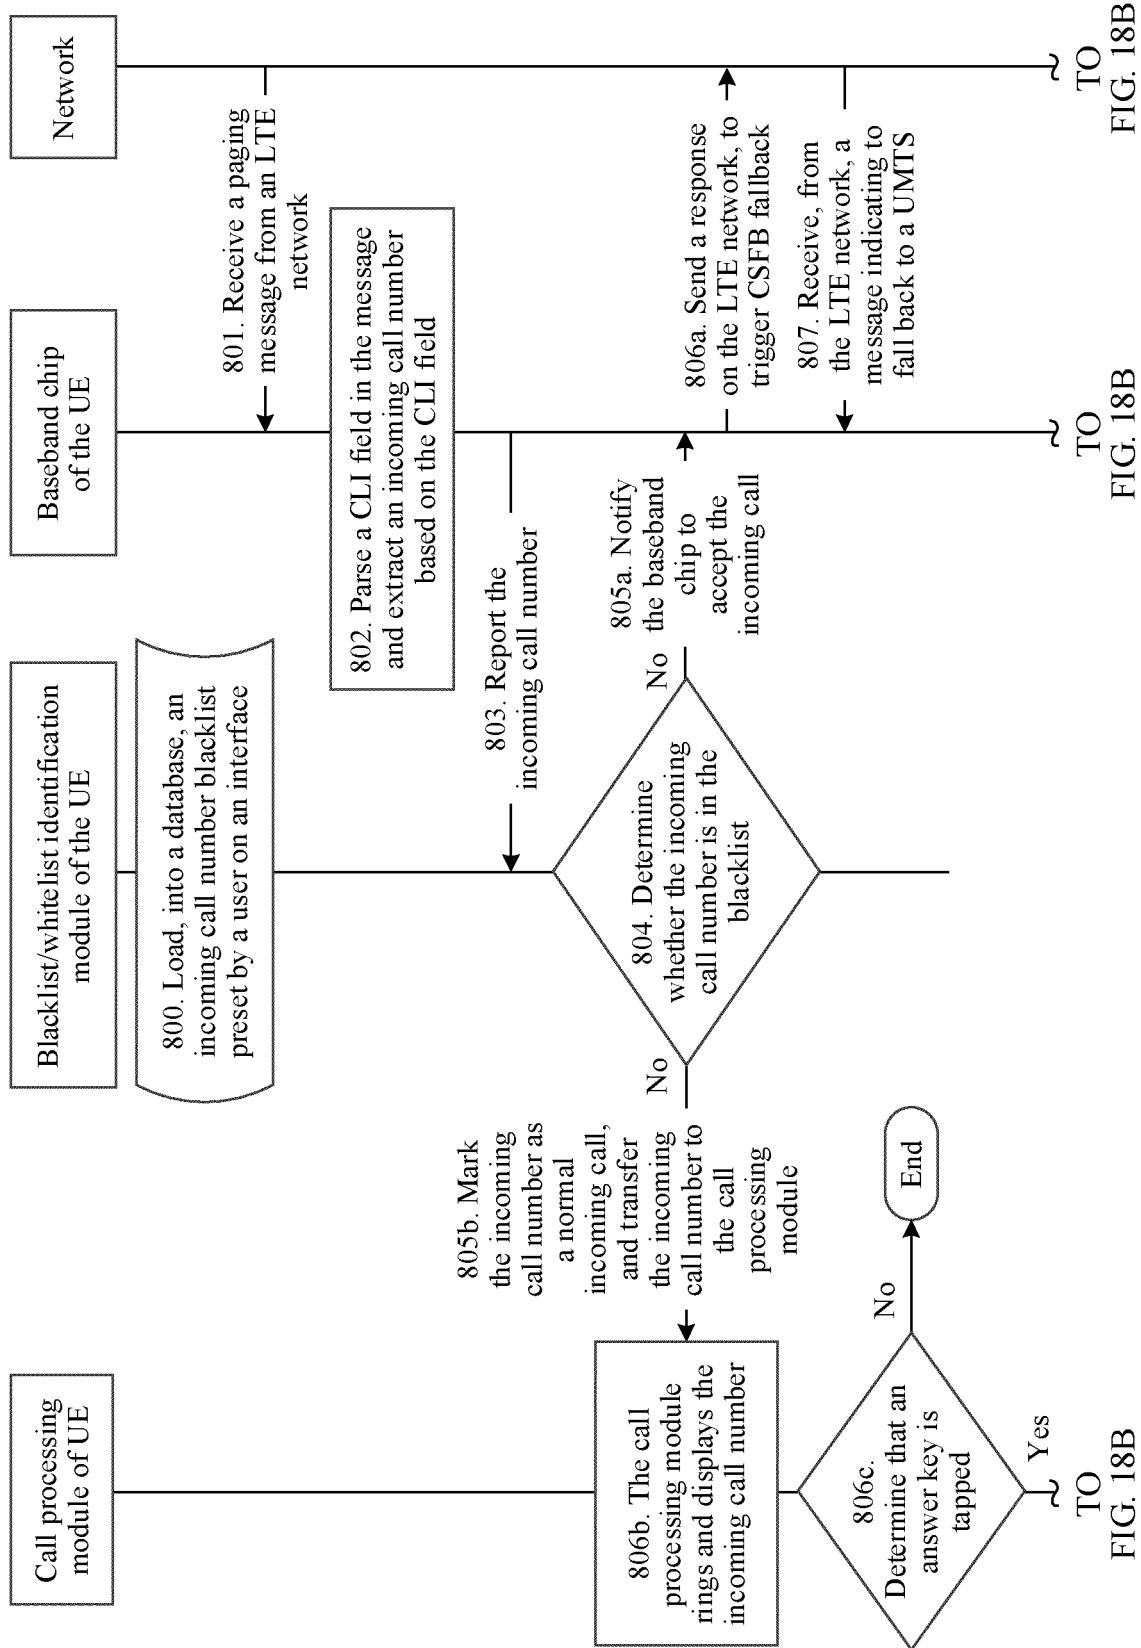 Call processing
module of UE
Blacklist/whitelist identification
module of the UE
Baseband chip
of the UE
Network
800. Load, into a database, an
incoming call number blacklist
preset by a user on an interface
801. Receive a paging
message from an LTE
network
802. Parse a CLI field in the message
and extract an incoming call number
based on the CLI field
803. Report the
incoming call number
804. Determine
whether the incoming
call number is in the
blacklist
No
805a. Notify
the baseband
chip to
accept the
incoming call
No
805b. Mark
the incoming
call number as
a normal
incoming call,
and transfer
the incoming
call number to
the call
processing
module
806a. Send a response
on the LTE network, to
trigger CSFB fallback
806b. The call
processing module
rings and displays the
incoming call number
807. Receive, from
the LTE network, a
message indicating to
fall back to a UMTS
806c.
Determine that an
answer key is
tapped
No
End
Yes
TO
FIG. 18B
TO
FIG. 18B
TO
FIG. 18B